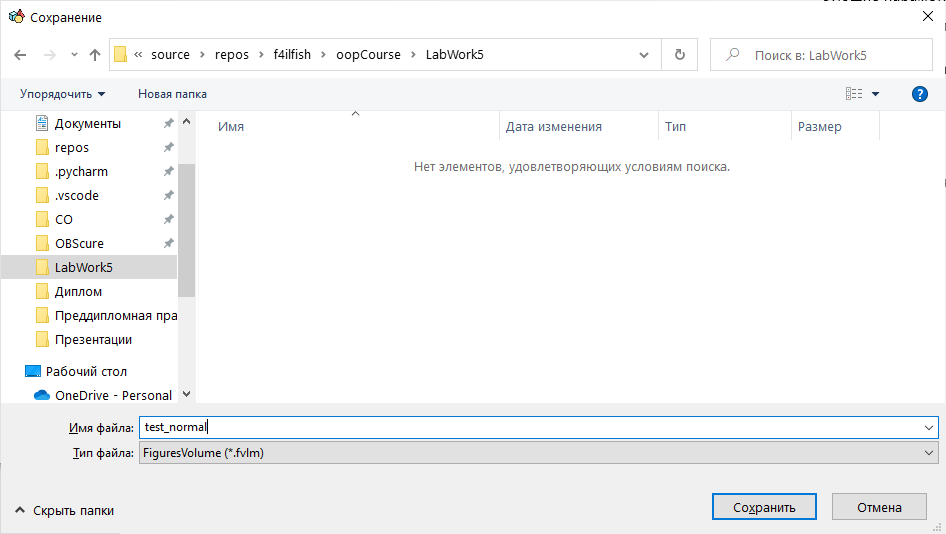 Сохранение
« source › repos › f4ilfish › oopCourse › LabWork5
Поиск в: LabWork5
Упорядочить
Новая папка
Имя
Дата изменения
Тип
Размер
Нет элементов, удовлетворяющих условиям поиска.
Документы
repos
.pycharm
.vscode
CO
OBScure
LabWork5
Диплом
Преддипломная пра
Презентации
Рабочий стол
OneDrive - Personal
Имя файла: test_normal
Тип файла: FiguresVolume (*.fvlm)
Скрыть папки
Сохранить
Отмена